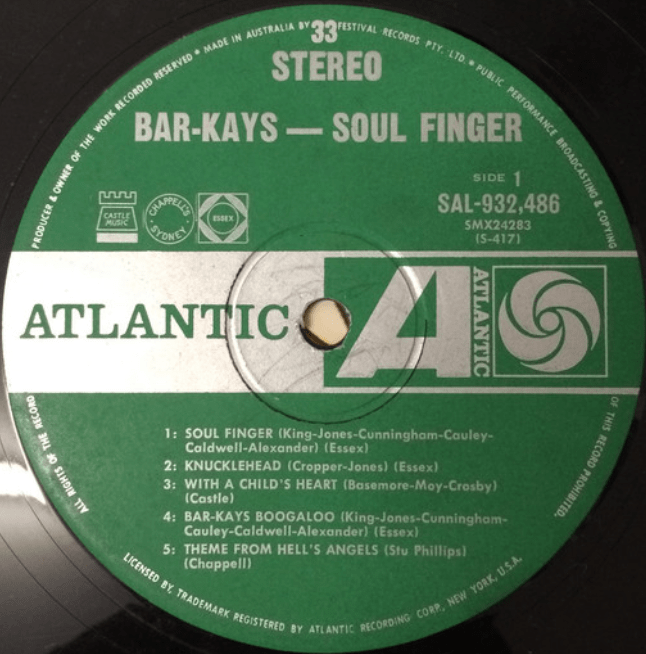 PRODUCER & OWNER OF THE WORK RECORDED RESERVED * MADE IN AUSTRALIA BY FESTIVAL RECORDS PTY. LTD. * PUBLIC PERFORMANCE BROADCASTING & COPYING
33
STEREO
BAR-KAYS — SOUL FINGER
SIDE 1
SAL-932,486
SMX24283
(S-417)
CASTLE
MUSIC
CHAPPELL'S
SYDNEY
ESSEX
ATLANTIC
A
ATLANTIC
ALL RIGHTS OF THE RECORD
OF THIS RECORD PROHIBITED.
1: SOUL FINGER (King-Jones-Cunningham-Cauley-
Caldwell-Alexander) (Essex)
2: KNUCKLEHEAD (Cropper-Jones) (Essex)
3: WITH A CHILD'S HEART (Basemore-Moy-Crosby)
(Castle)
4: BAR-KAYS BOOGALOO (King-Jones-Cunningham-
Cauley-Caldwell-Alexander) (Essex)
5: THEME FROM HELL'S ANGELS (Stu Phillips)
(Chappell)
LICENSED BY, TRADEMARK REGISTERED BY ATLANTIC RECORDING CORP., NEW YORK, U.S.A.